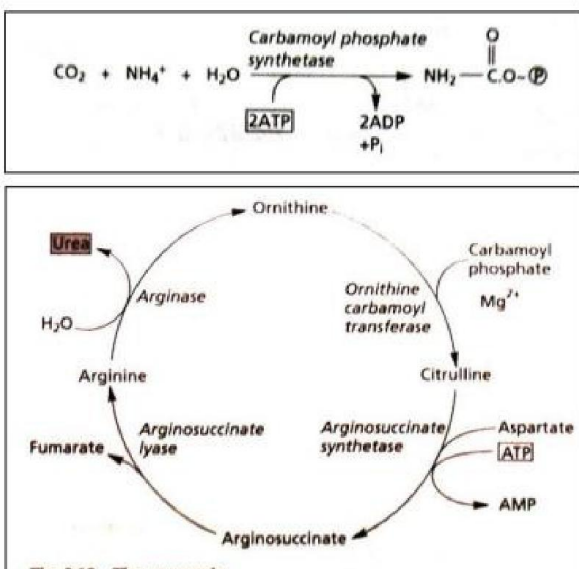 Carbamoyl phosphate
synthetase
O
CO₂ + NH₄⁺ + H₂O NH₂ C.O~Ⓟ
2ATP 2ADP
+Pᵢ
Ornithine
Urea
Carbamoyl
phosphate
Mg²⁺
Arginase
Ornithine
carbamoyl
transferase
H₂O
Arginine
Citrulline
Arginosuccinate
lyase
Fumarate
Arginosuccinate
synthetase
Aspartate
ATP
AMP
Arginosuccinate